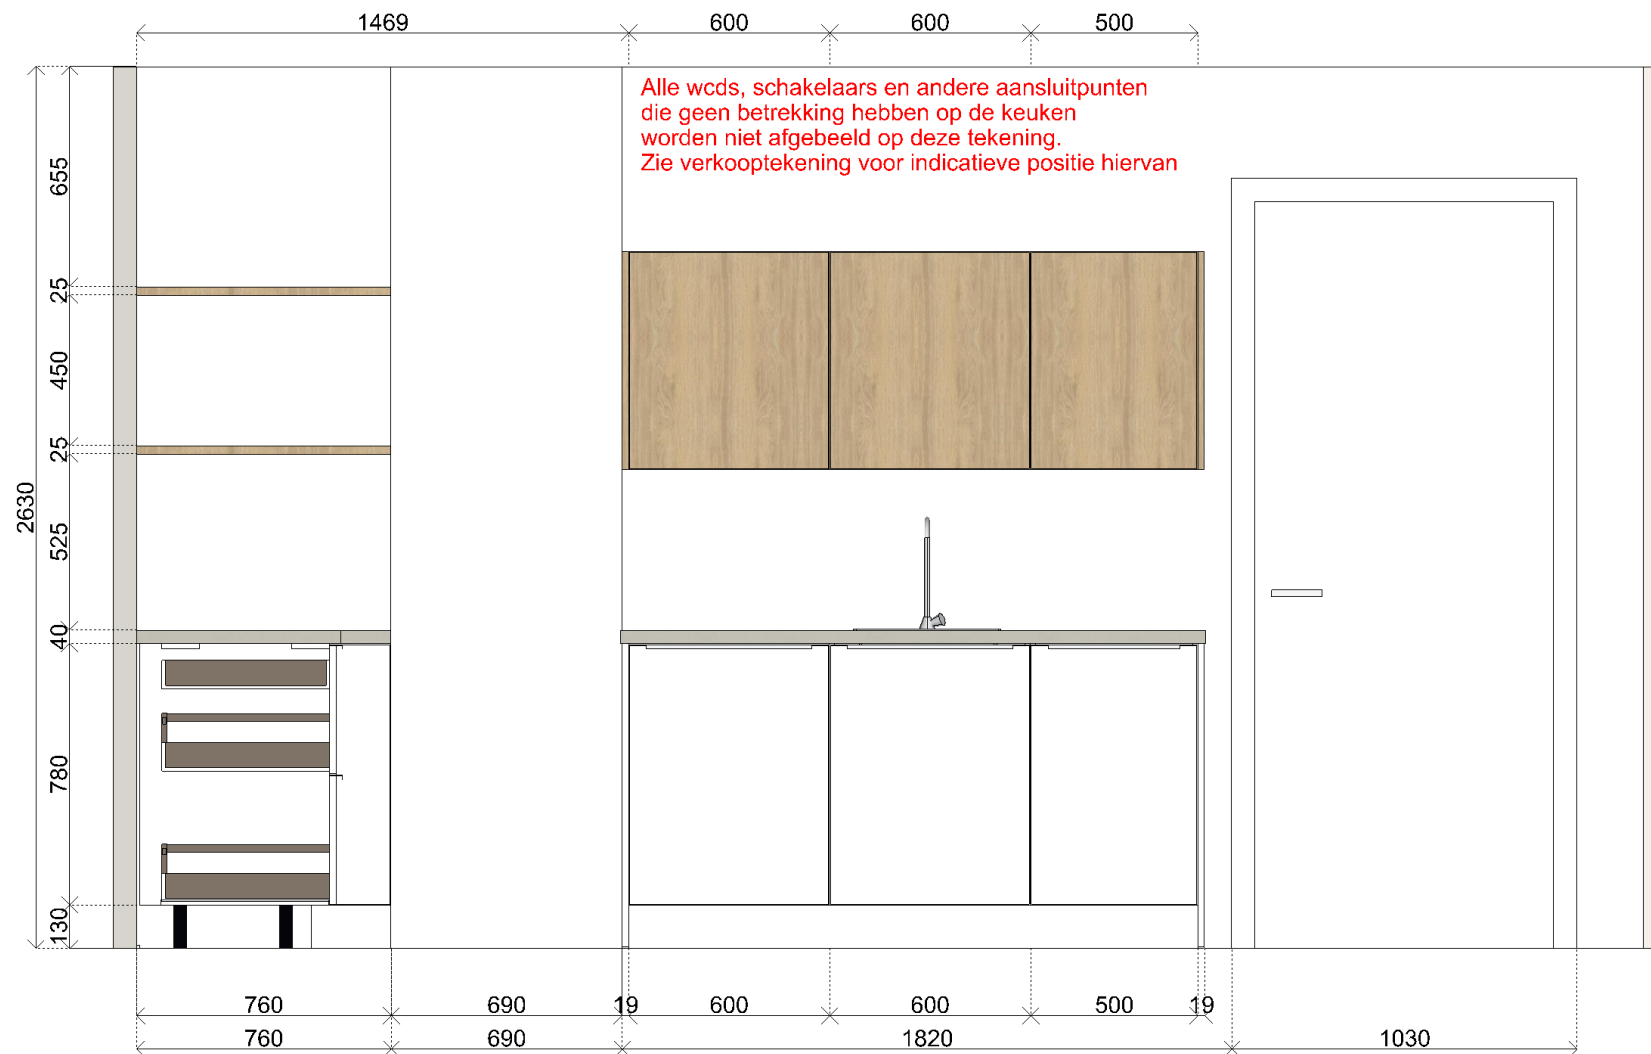 1469 600 600 500
Alle wcds, schakelaars en andere aansluitpunten
die geen betrekking hebben op de keuken
worden niet afgebeeld op deze tekening.
Zie verkooptekening voor indicatieve positie hiervan
2630
655
25
450
25
525
40
780
130
760 690 19 600 600 500 19
760 690 1820 1030